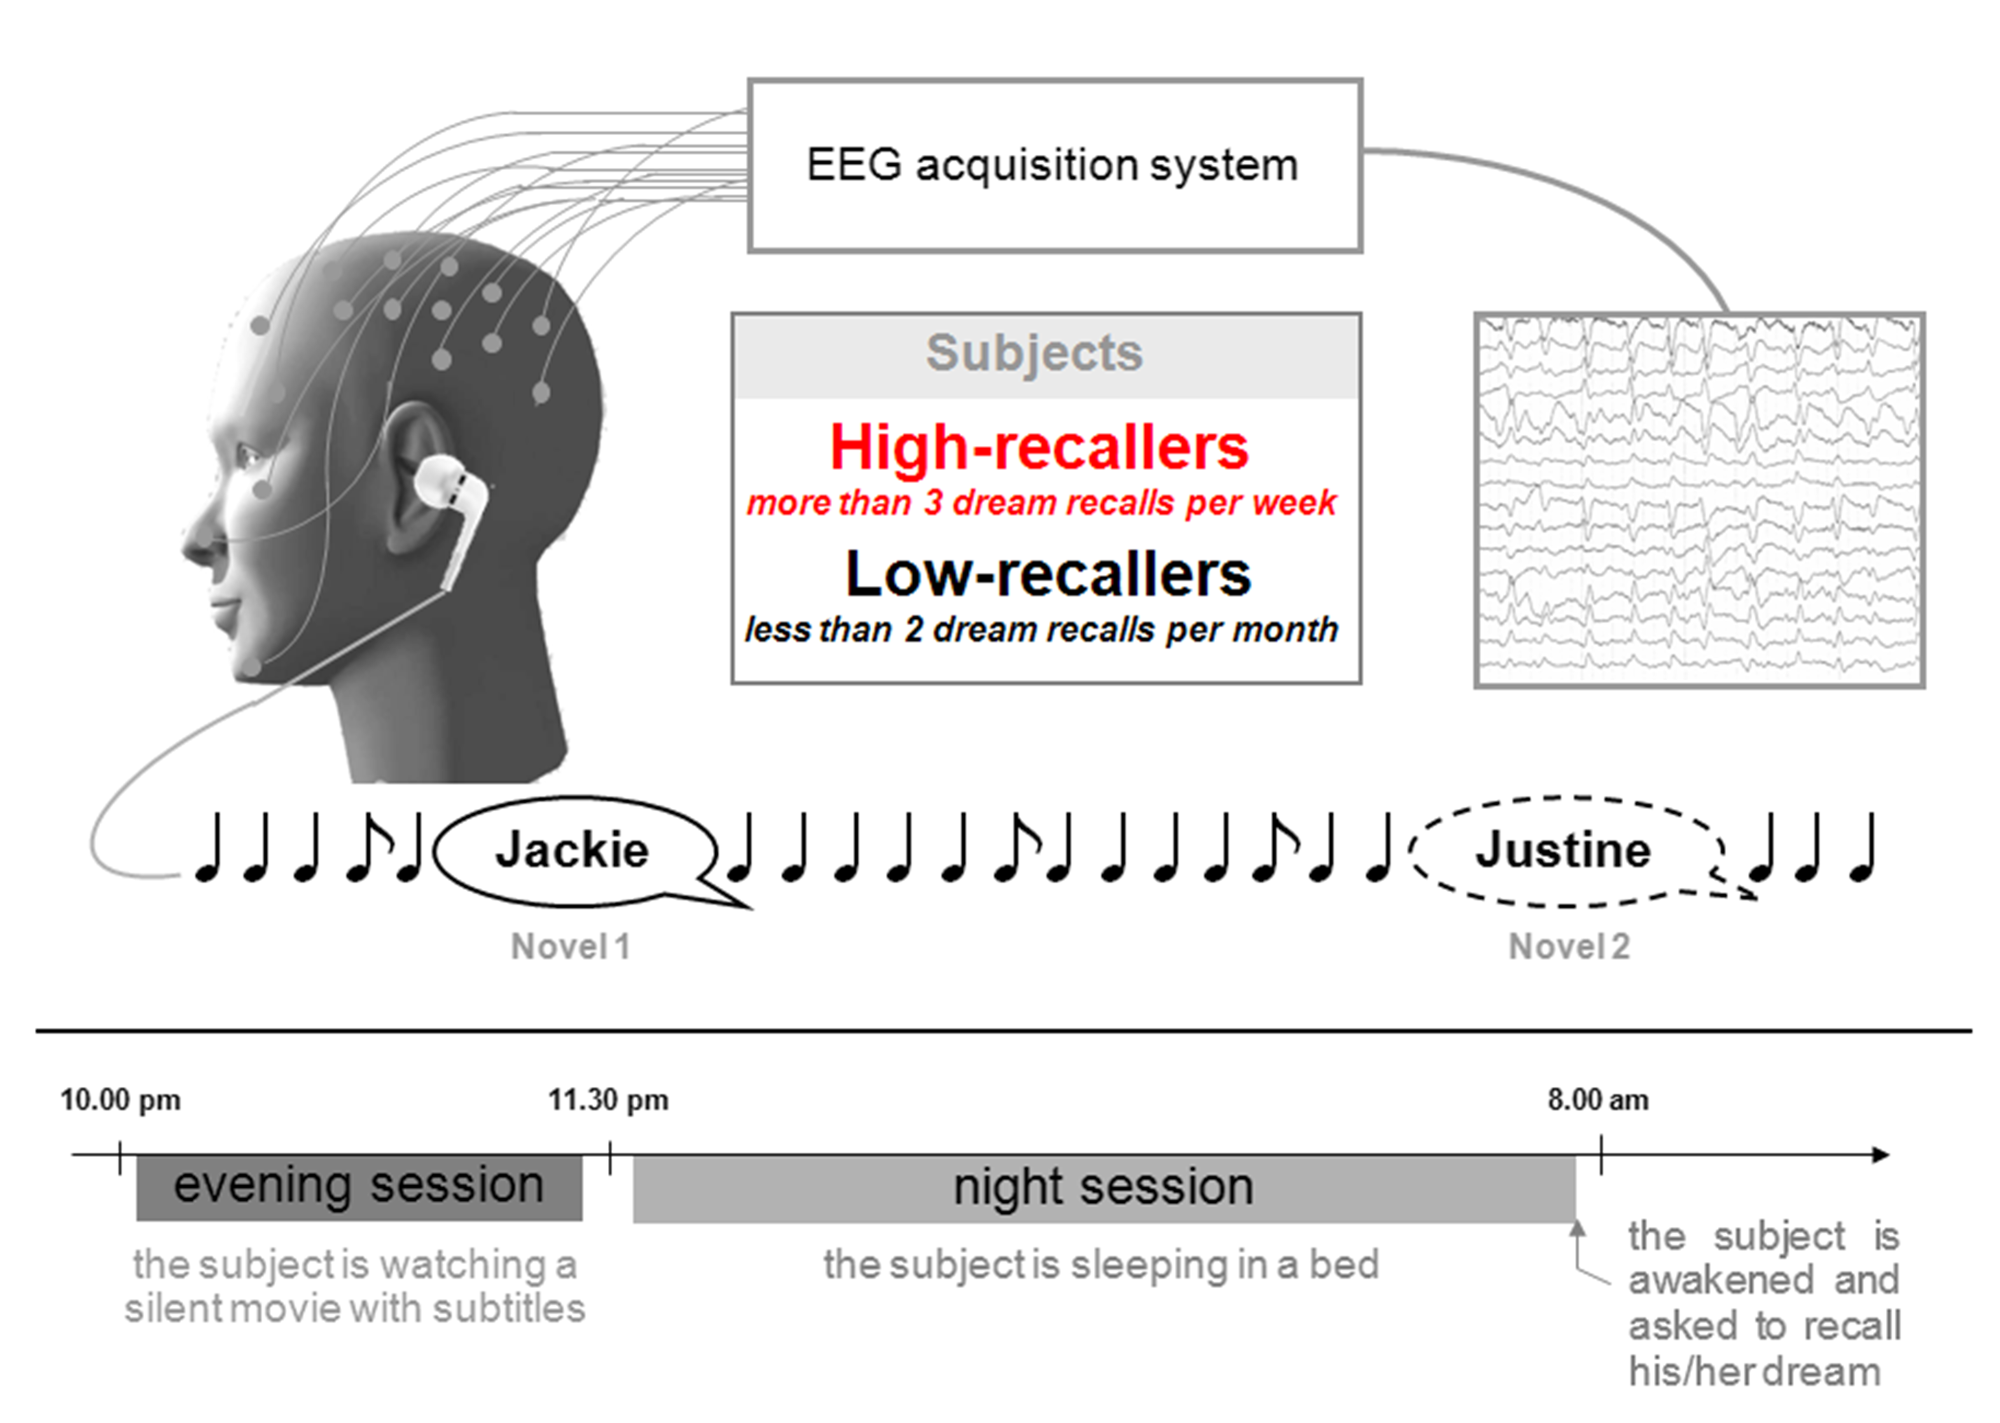 EEG acquisition system
Subjects
High-recallers
more than 3 dream recalls per week
Low-recallers
less than 2 dream recalls per month
Jackie
Justine
Novel 1
Novel 2
10.00 pm
11.30 pm
8.00 am
evening session
night session
the subject is watching a
silent movie with subtitles
the subject is sleeping in a bed
the subject is
awakened and
asked to recall
his/her dream